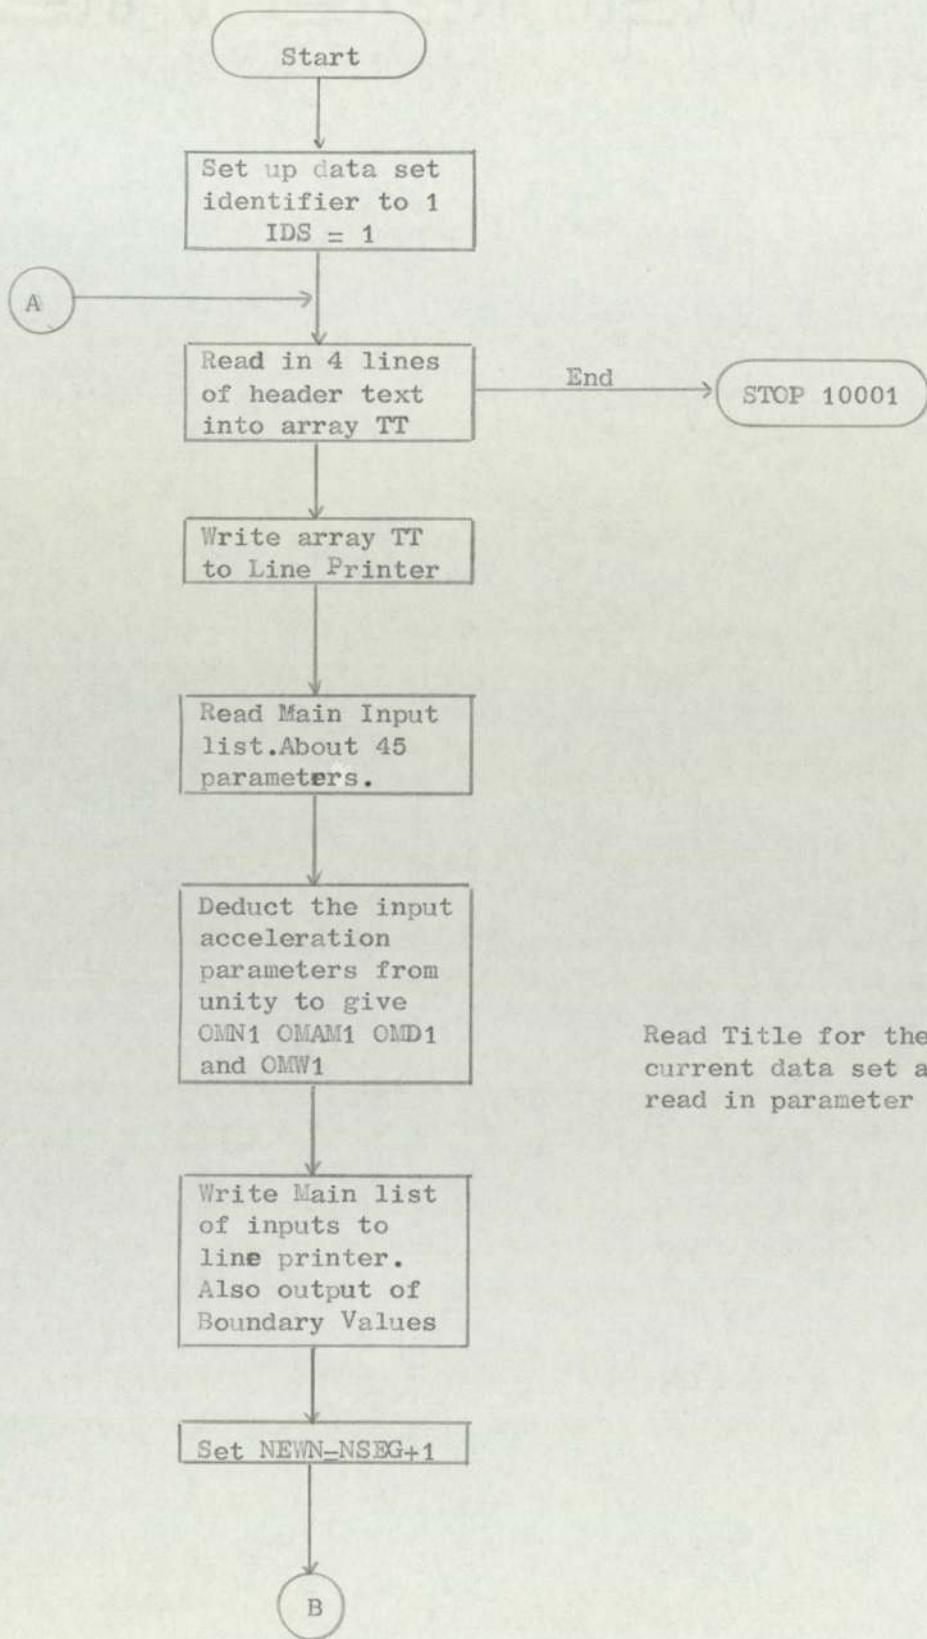 Start
Set up data set
identifier to 1
IDS = 1
A
Read in 4 lines
of header text
into array TT
End
STOP 10001
Write array TT
to Line Printer
Read Main Input
list.About 45
parameters.
Deduct the input
acceleration
parameters from
unity to give
OMN1 OMAM1 OMD1
and OMW1
Read Title for the
current data set
read in parameter
Write Main list
of inputs to
line printer.
Also output of
Boundary Values
Set NEWN=NSEG+1
B